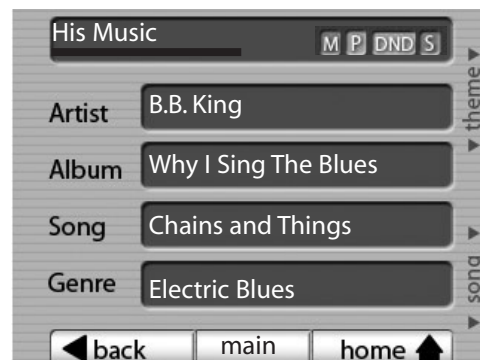 His Music
M P DND S
theme
Artist B.B. King
Album Why I Sing The Blues
Song Chains and Things
song
Genre Electric Blues
back main home